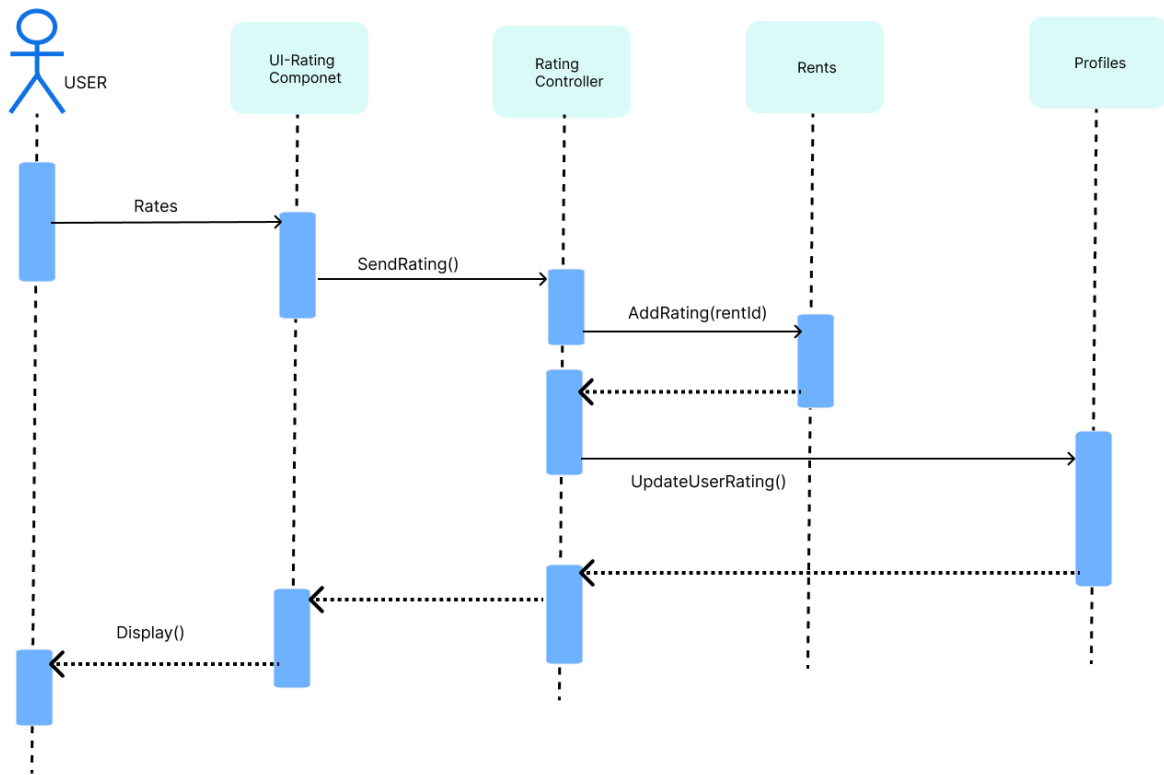 USER
UI-Rating
Componet
Rating
Controller
Rents
Profiles
Rates
SendRating()
AddRating(rentId)
UpdateUserRating()
Display()